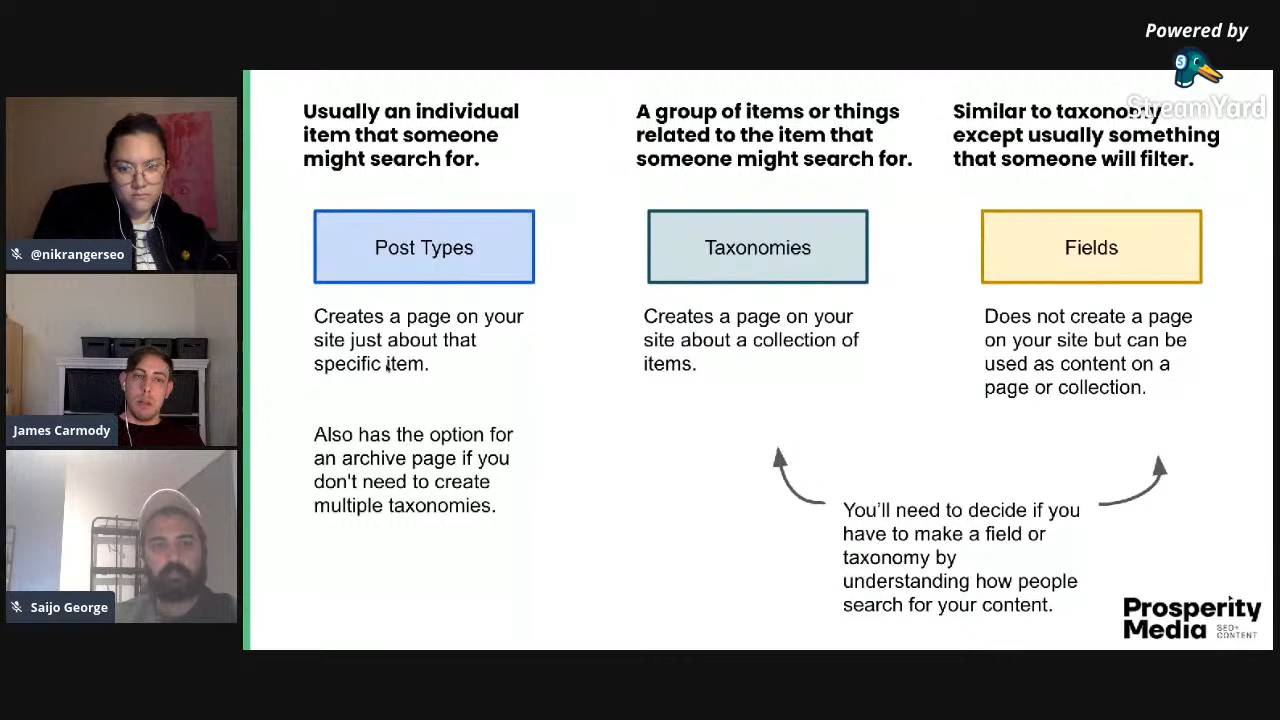 Powered by
StreamYard
@nikrangerseo
James Carmody
Saijo George
Usually an individual
item that someone
might search for.
Post Types
Creates a page on your
site just about that
specific item.
Also has the option for
an archive page if you
don't need to create
multiple taxonomies.
A group of items or things
related to the item that
someone might search for.
Taxonomies
Creates a page on your
site about a collection of
items.
Similar to taxonomy
except usually something
that someone will filter.
Fields
Does not create a page
on your site but can be
used as content on a
page or collection.
You’ll need to decide if you
have to make a field or
taxonomy by
understanding how people
search for your content.
Prosperity
Media SEO+
CONTENT